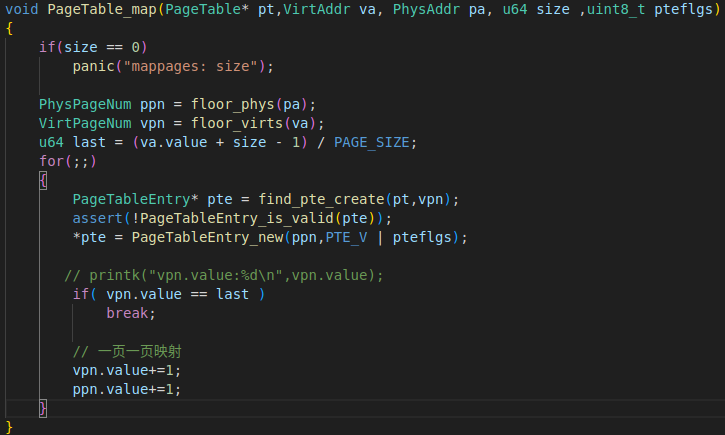 void PageTable_map(PageTable* pt,VirtAddr va, PhysAddr pa, u64 size ,uint8_t pteflgs)
{
    if(size == 0)
        panic("mappages: size");

    PhysPageNum ppn = floor_phys(pa);
    VirtPageNum vpn = floor_virts(va);
    u64 last = (va.value + size - 1) / PAGE_SIZE;
    for(;;)
    {
        PageTableEntry* pte = find_pte_create(pt,vpn);
        assert(!PageTableEntry_is_valid(pte));
        *pte = PageTableEntry_new(ppn,PTE_V | pteflgs);

       // printk("vpn.value:%d\n",vpn.value);
        if( vpn.value == last )
            break;

        // 一页一页映射
        vpn.value+=1;
        ppn.value+=1;
    }
}